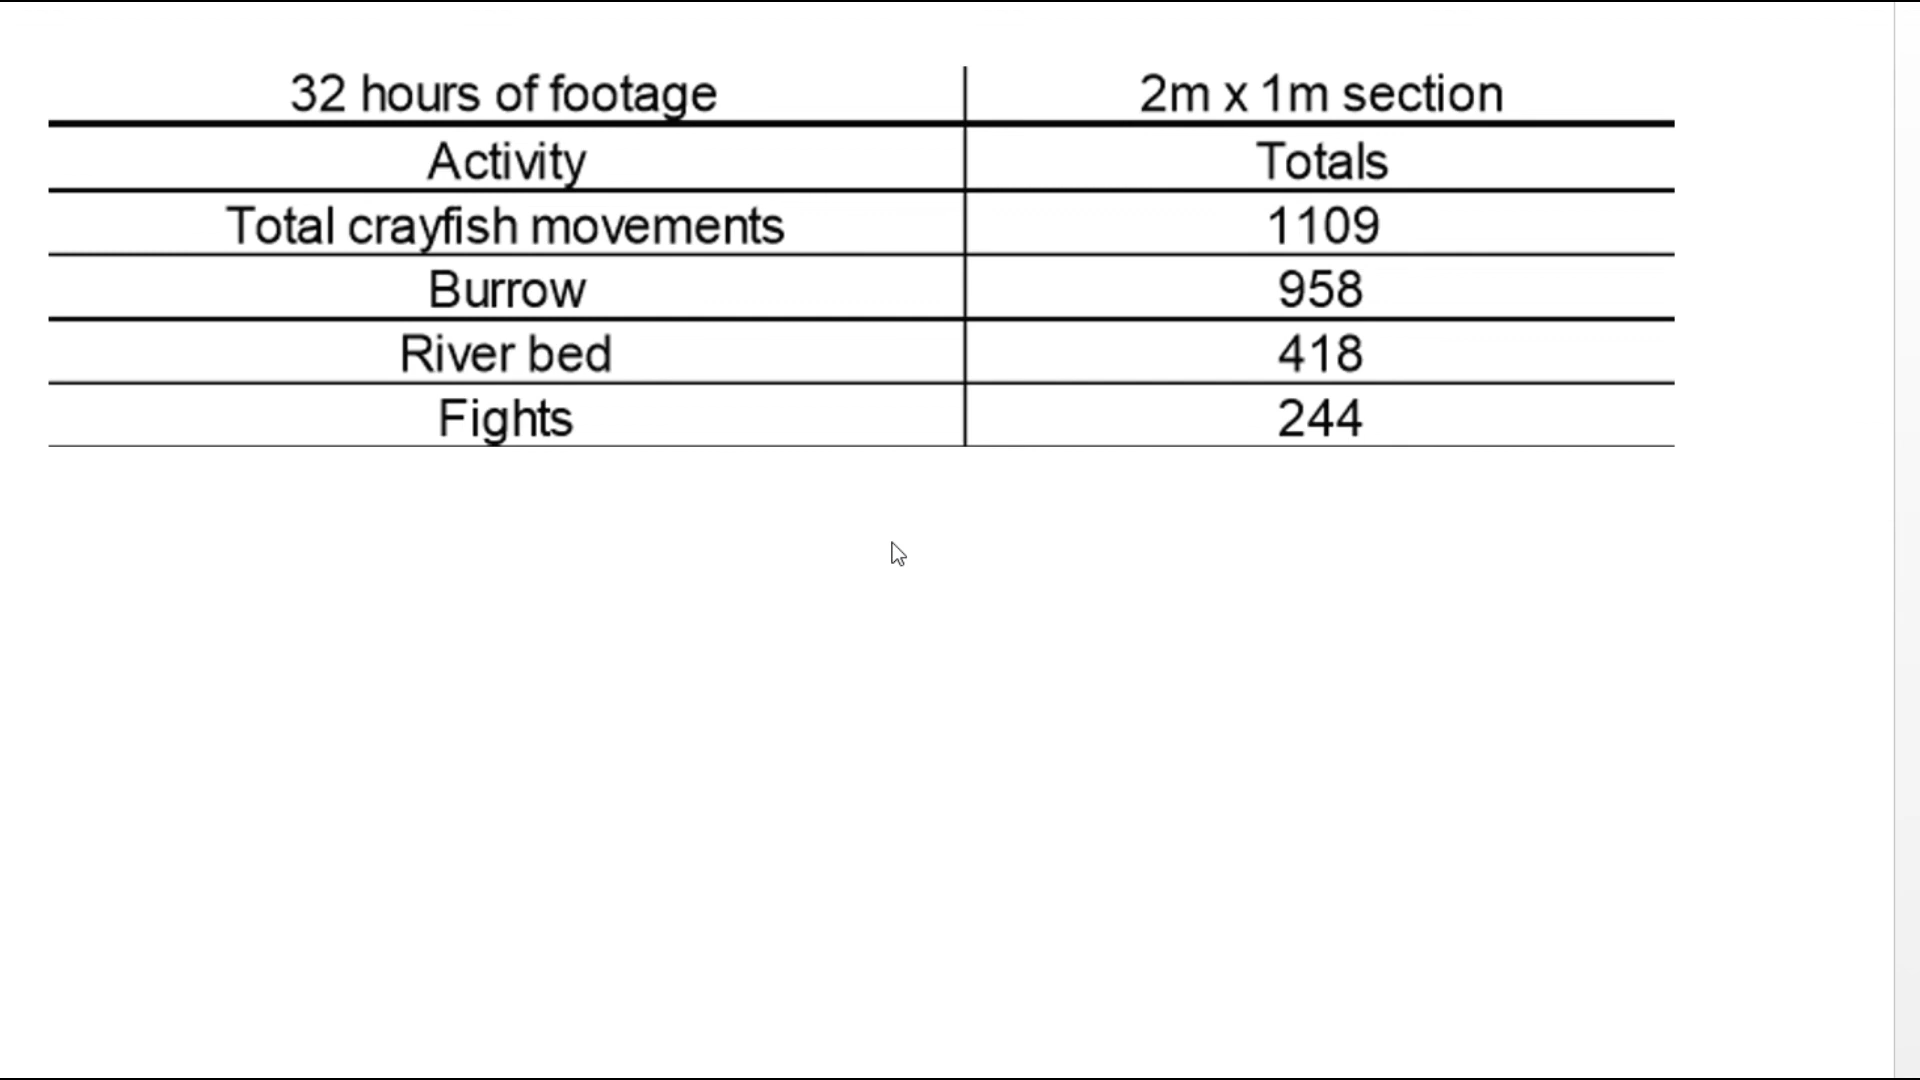 32 hours of footage 2m x 1m section
Activity Totals
Total crayfish movements 1109
Burrow 958
River bed 418
Fights 244